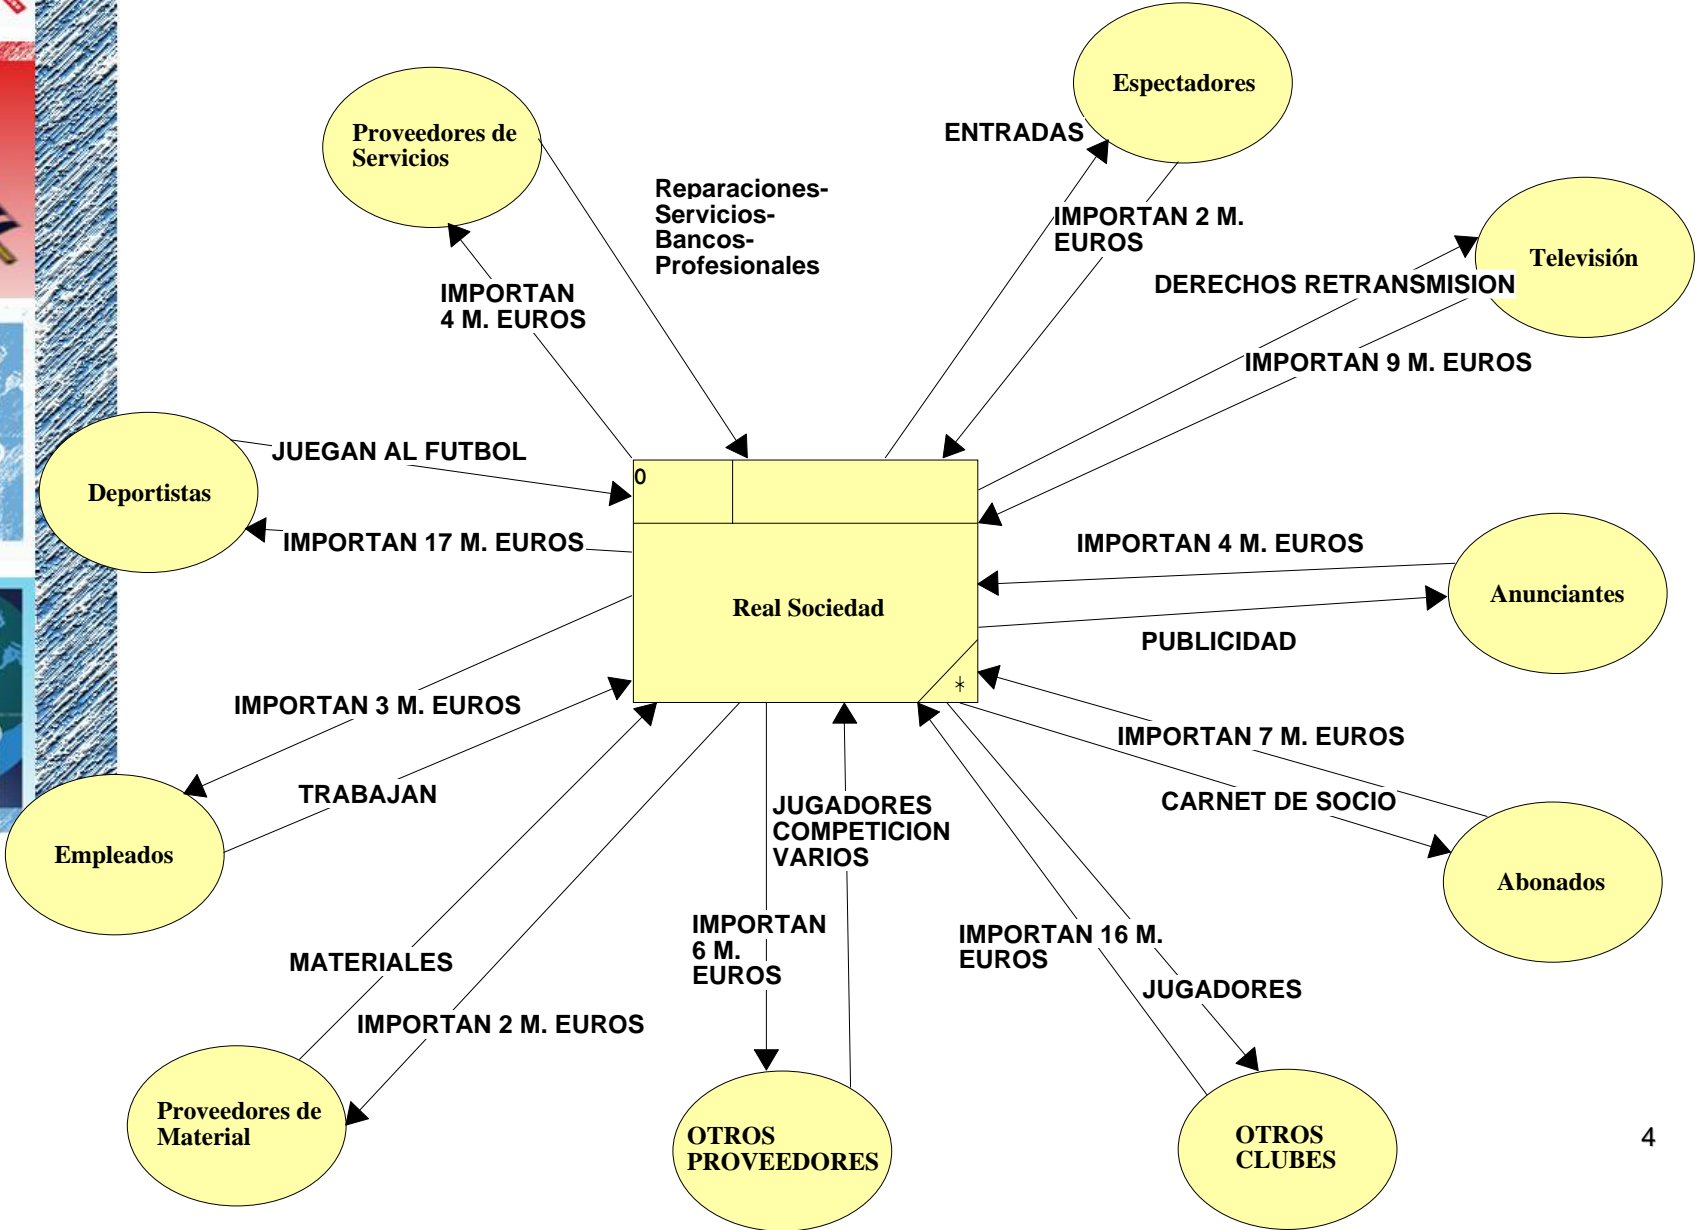 Espectadores
ENTRADAS
Proveedores de
Servicios
Reparaciones-
Servicios-
Bancos-
Profesionales
IMPORTAN 2 M.
EUROS
Televisión
DERECHOS RETRANSMISION
IMPORTAN
4 M. EUROS
IMPORTAN 9 M. EUROS
JUEGAN AL FUTBOL
0
Deportistas
IMPORTAN 17 M. EUROS
IMPORTAN 4 M. EUROS
Real Sociedad
Anunciantes
PUBLICIDAD
*
IMPORTAN 3 M. EUROS
IMPORTAN 7 M. EUROS
TRABAJAN
JUGADORES
COMPETICION
VARIOS
CARNET DE SOCIO
Empleados
Abonados
IMPORTAN
6 M.
EUROS
IMPORTAN 16 M.
EUROS
MATERIALES
JUGADORES
IMPORTAN 2 M. EUROS
Proveedores de
Material
OTROS
PROVEEDORES
OTROS
CLUBES
4